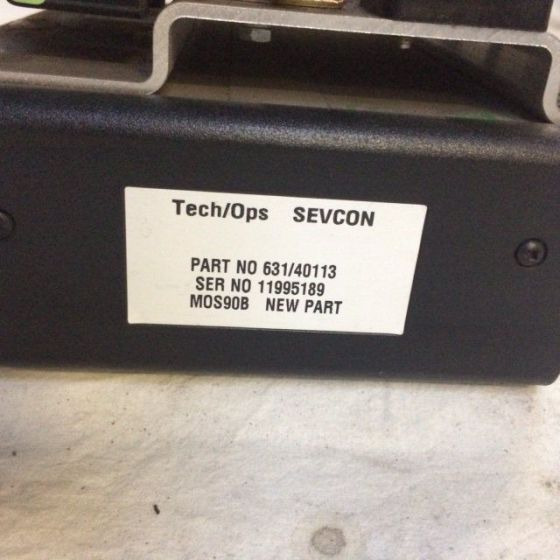 Tech/Ops SEVCON
PART NO 631/40113
SER NO 11995189
MOS90B NEW PART